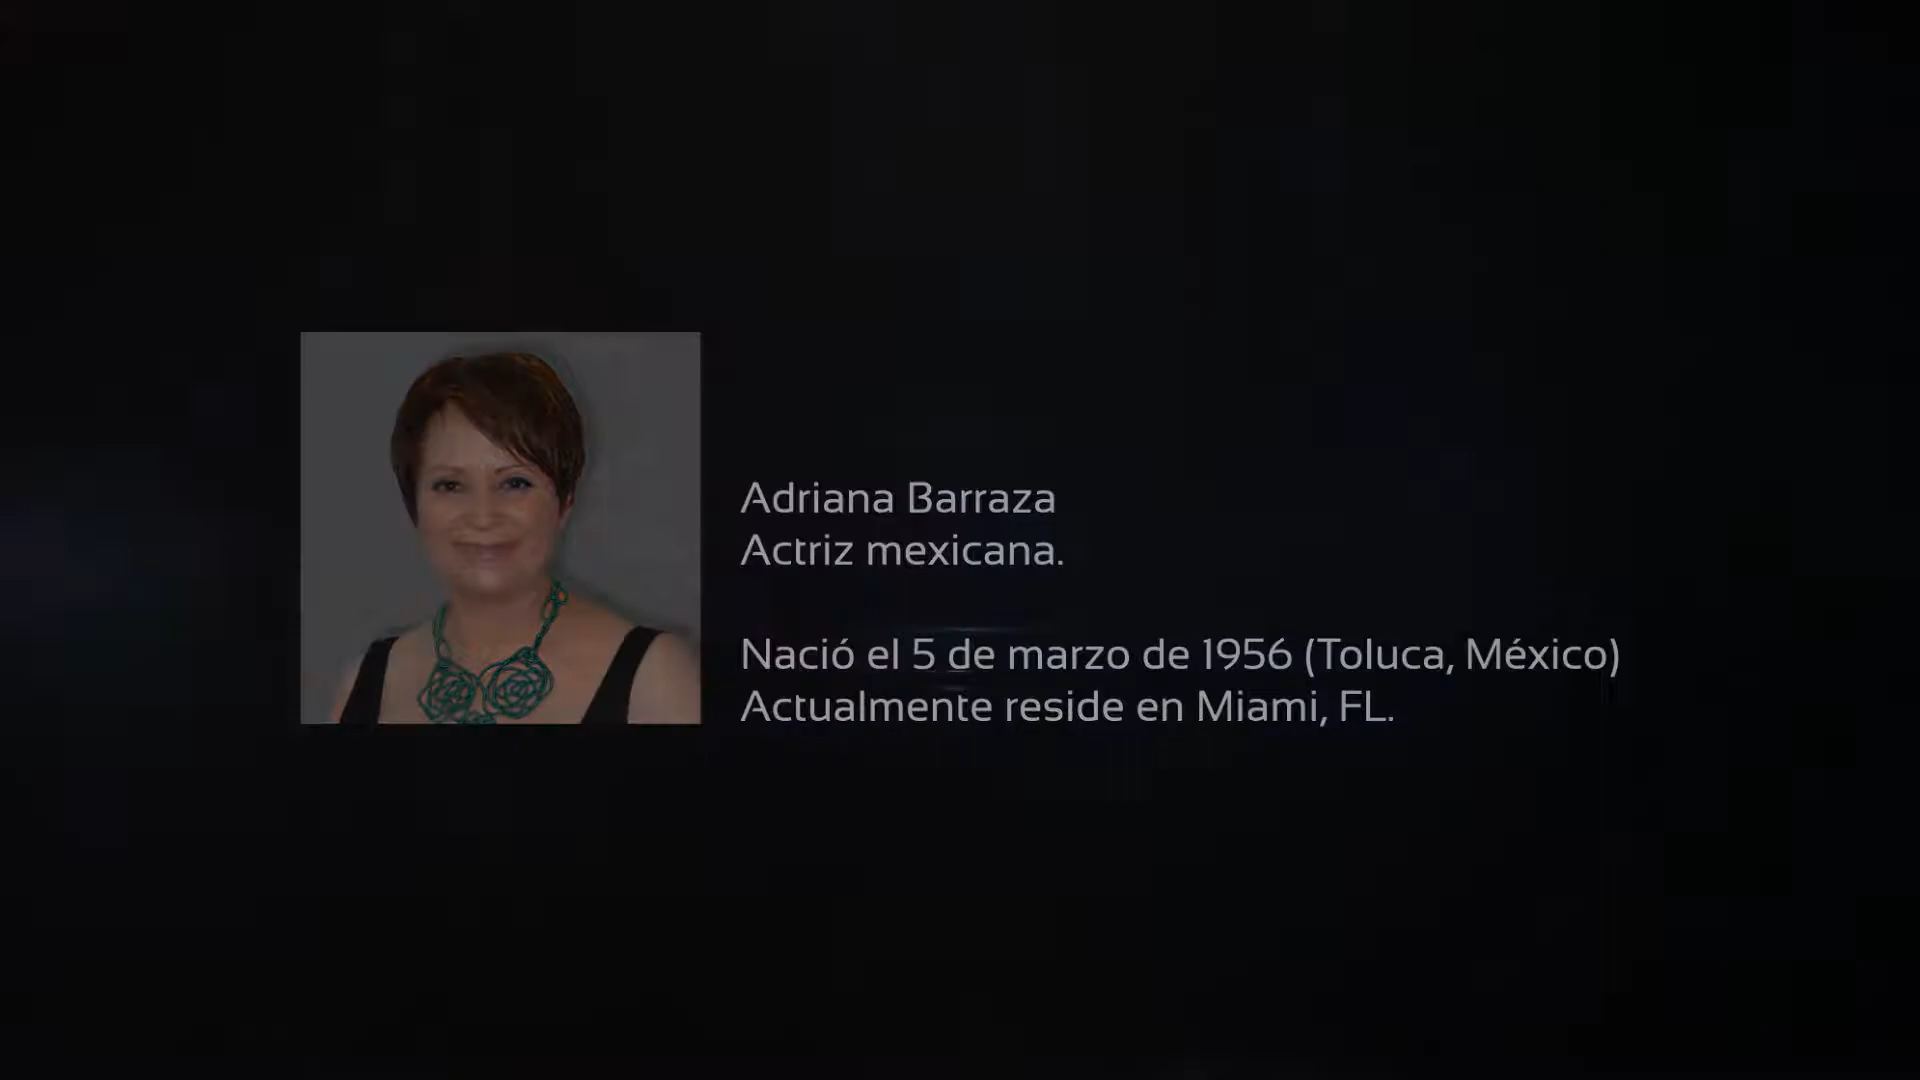 Adriana Barraza
Actriz mexicana.
Nació el 5 de marzo de 1956 (Toluca, México)
Actualmente reside en Miami, FL.